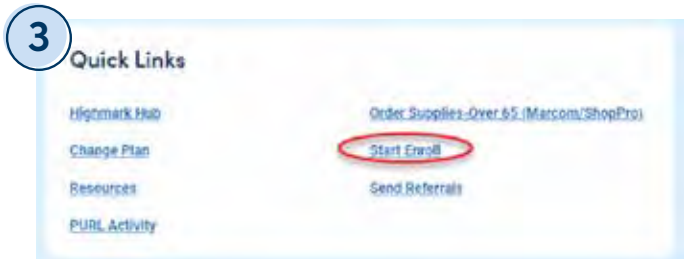 3
Quick Links
Highmark Hub
Order Supplies-Over 65 (Marcom/ShopPro)
Change Plan
Start Enroll
Resources
Send Referrals
PURL Activity